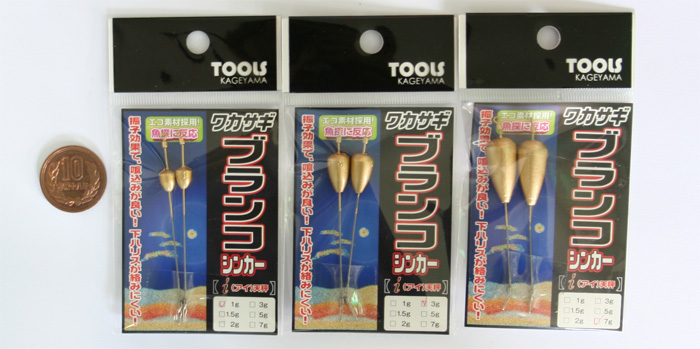 10
TOOLS
KAGEYAMA
エコ素材採用
魚探に反応
ワカサギ
ブランコ
シンカー
振子効果で、喰込みが良い!下ハリスが絡みにくい!
【i(アイ)天秤】
1g 3g
1.5g 5g
2g 7g
TOOLS
KAGEYAMA
エコ素材採用
魚探に反応
ワカサギ
ブランコ
シンカー
振子効果で、喰込みが良い!下ハリスが絡みにくい!
【i(アイ)天秤】
1g 3g
1.5g 5g
2g 7g
TOOLS
KAGEYAMA
エコ素材採用
魚探に反応
ワカサギ
ブランコ
シンカー
振子効果で、喰込みが良い!下ハリスが絡みにくい!
【i(アイ)天秤】
1g 3g
1.5g 5g
2g 7g